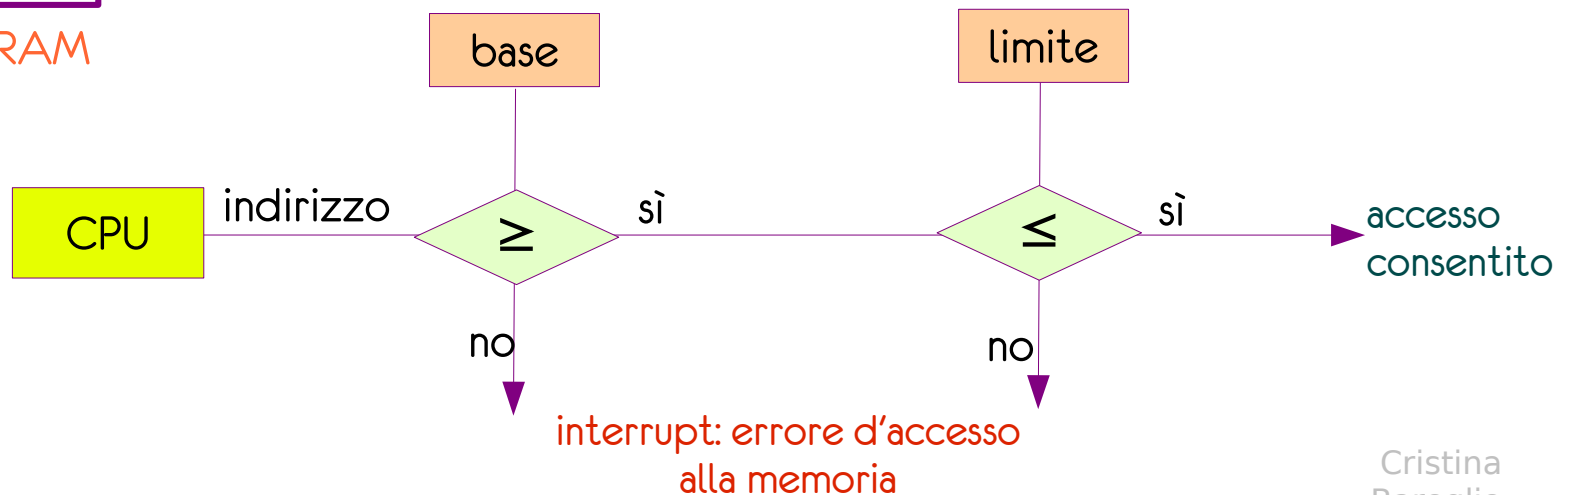 RAM
base
limite
CPU
indirizzo
≥
sì
≤
sì
accesso
consentito
no
no
interrupt: errore d'accesso
alla memoria
Cristina